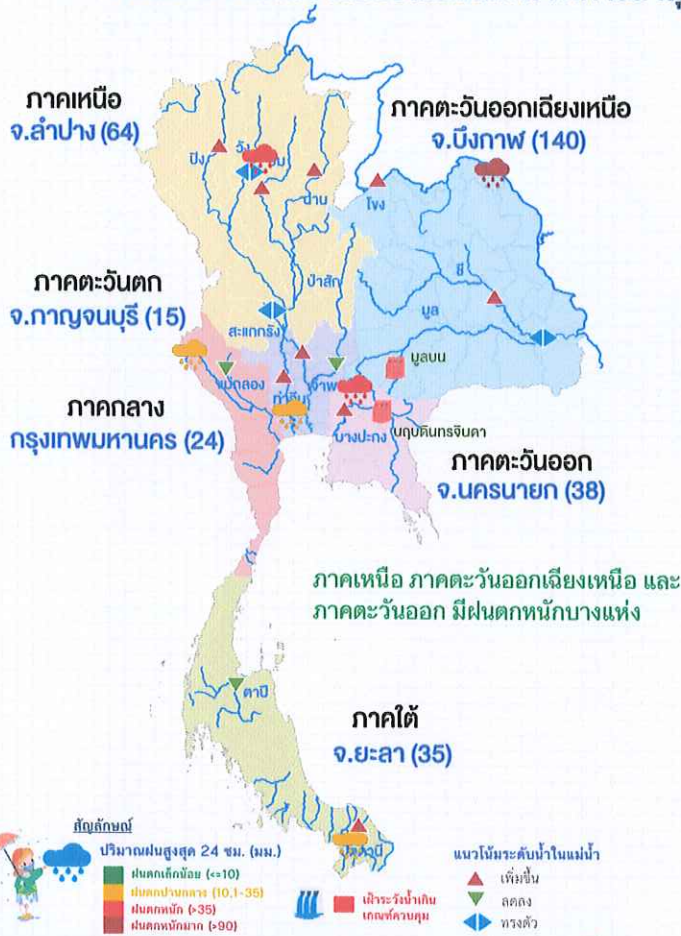 ภาคเหนือ
จ.ลำปาง (64)
ภาคตะวันออกเฉียงเหนือ
จ.บึงกาฬ (140)
ปิง
วัง
ยม
น่าน
โขง
ป่าสัก
ชี
มูล
ภาคตะวันตก
จ.กาญจนบุรี (15)
สะแกกรัง
มูลบน
แม่กลอง
ท่าจีน
เจ้าพ
ภาคกลาง
กรุงเทพมหานคร (24)
บางปะกง
นฤบดินทรจินดา
ภาคตะวันออก
จ.นครนายก (38)
ภาคเหนือ ภาคตะวันออกเฉียงเหนือ และ
ภาคตะวันออก มีฝนตกหนักบางแห่ง
ตาปี
ภาคใต้
จ.ยะลา (35)
ปัตตานี
สัญลักษณ์
ปริมาณฝนสูงสุด 24 ชม. (มม.)
ฝนตกเล็กน้อย (<=10)
ฝนตกปานกลาง (10.1-35)
ฝนตกหนัก (>35)
ฝนตกหนักมาก (>90)
เฝ้าระวังน้ำเกิน
เกณฑ์ควบคุม
แนวโน้มระดับน้ำในแม่น้ำ
เพิ่มขึ้น
ลดลง
ทรงตัว